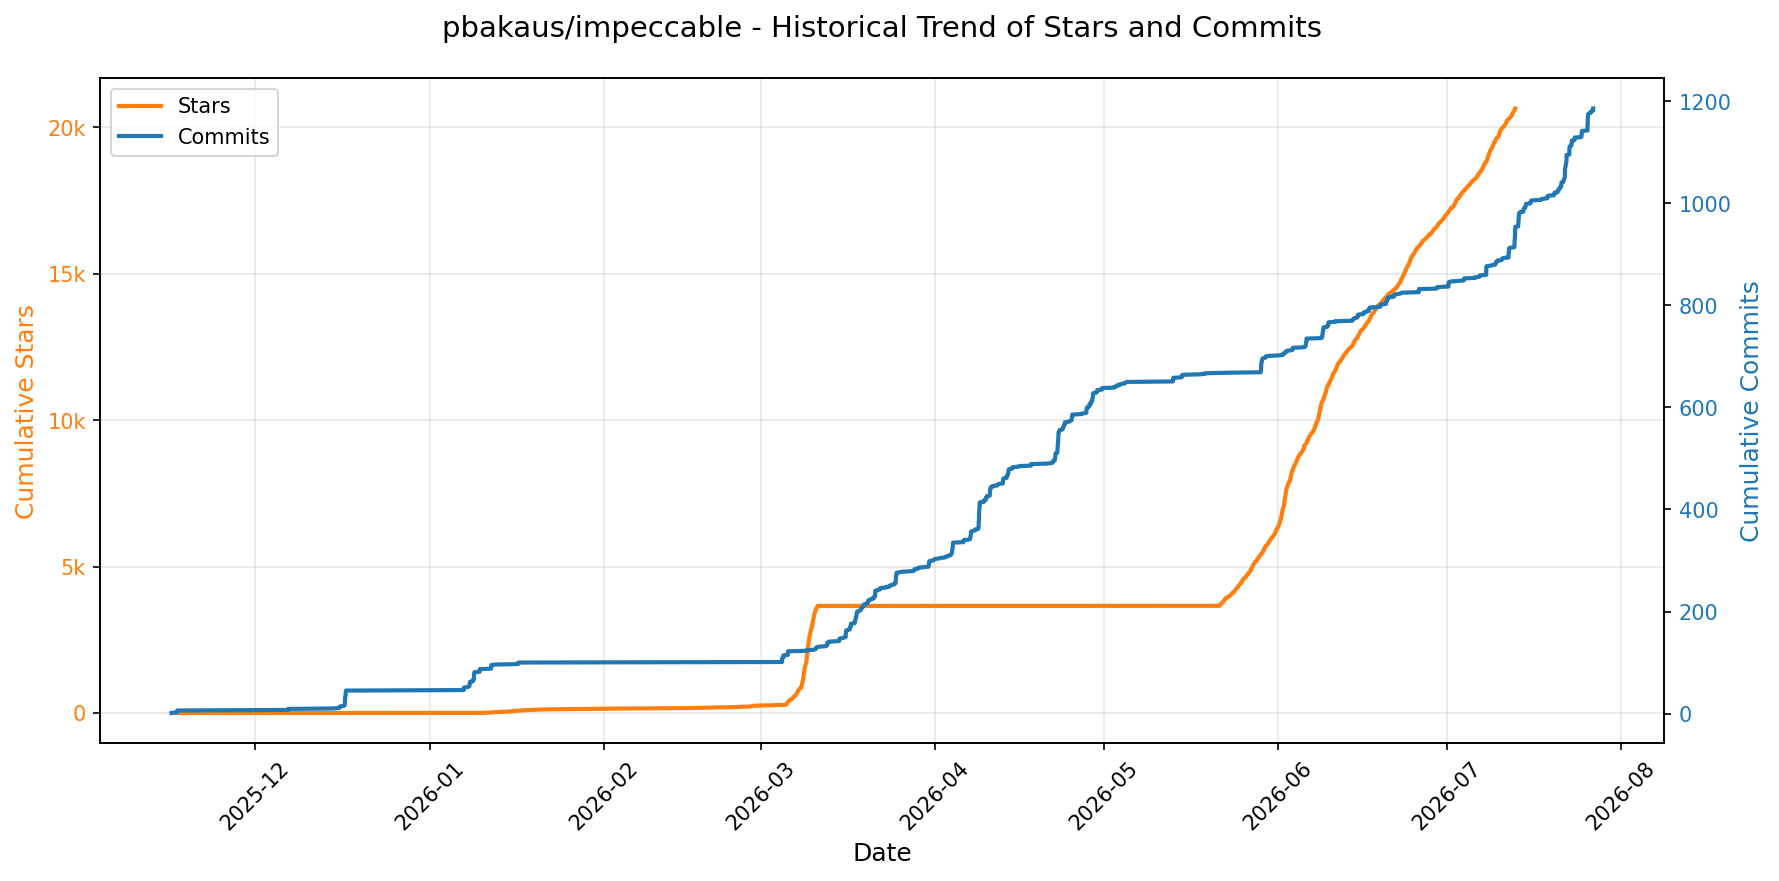 pbakaus/impeccable - Historical Trend of Stars and Commits
Stars
Commits
20k
15k
10k
5k
0
Cumulative Stars
1200
1000
800
600
400
200
0
Cumulative Commits
2025-12
2026-01
2026-02
2026-03
2026-04
2026-05
2026-06
2026-07
2026-08
Date